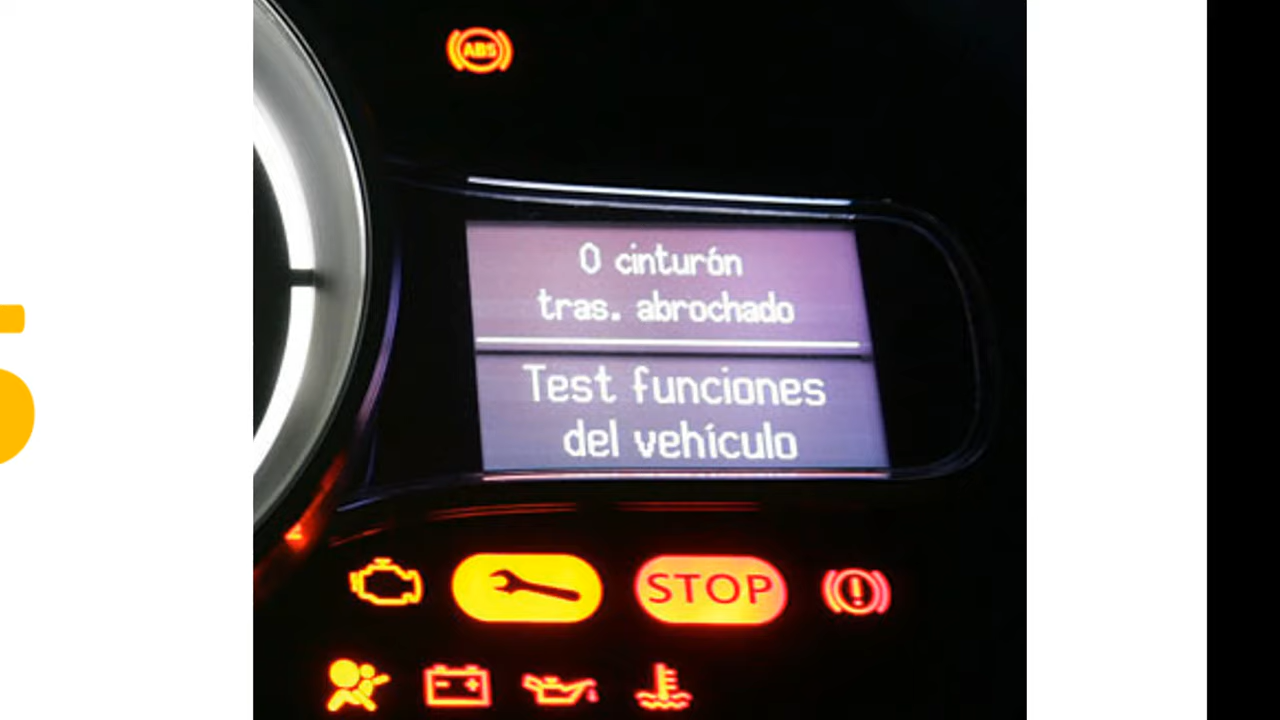 ABS
0 cinturón
tras. abrochado
Test funciones
del vehículo
STOP